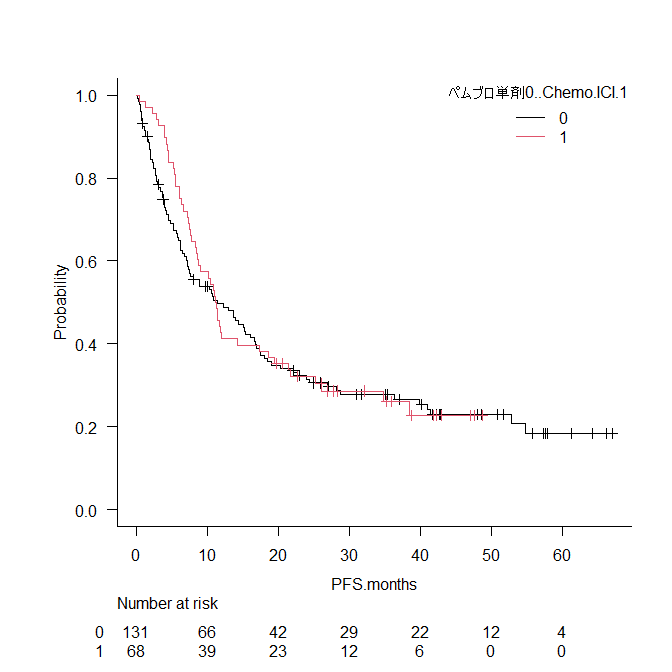 ペムブロ単剤0..Chemo.ICI.1
0
1
1.0
0.8
0.6
0.4
0.2
0.0
Probability
0 10 20 30 40 50 60
PFS.months
Number at risk
0 131 66 42 29 22 12 4
1 68 39 23 12 6 0 0